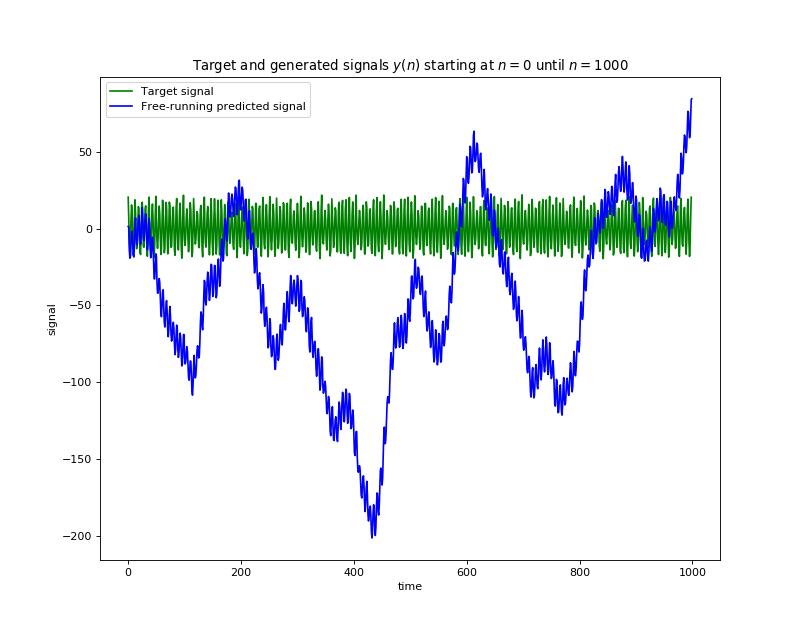 Target and generated signals y(n) starting at n = 0 until n = 1000
Target signal
Free-running predicted signal
signal
50
0
−50
−100
−150
−200
0 200 400 600 800 1000
time